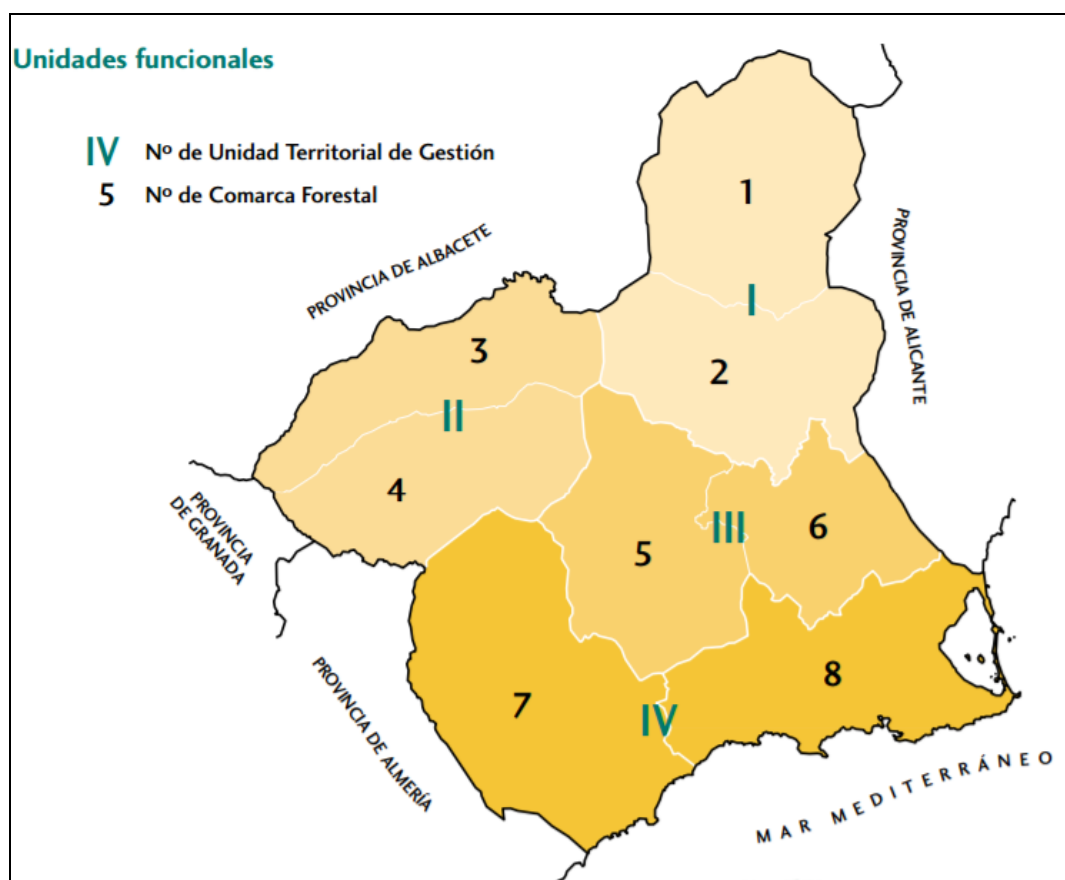 Unidades funcionales
IV Nº de Unidad Territorial de Gestión
5 Nº de Comarca Forestal
1
PROVINCIA DE ALBACETE
PROVINCIA DE ALICANTE
I
3
2
II
4
PROVINCIA
DE GRANADA
III
6
5
PROVINCIA DE ALMERÍA
7
8
IV
MAR MEDITERRÁNEO